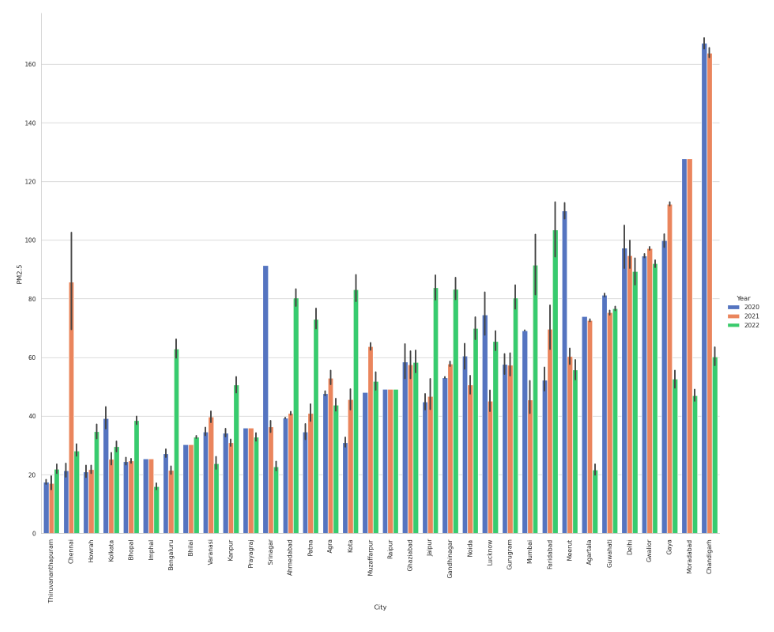 160
140
120
100
80
60
40
20
0
PM2.5
Thiruvananthapuram
Chennai
Howrah
Kolkata
Bhopal
Imphal
Bengaluru
Bhilai
Varanasi
Kanpur
Prayagraj
Srinagar
Ahmedabad
Patna
Agra
Kota
Muzaffarpur
Raipur
Ghaziabad
Jaipur
Gandhinagar
Noida
Lucknow
Gurugram
Mumbai
Faridabad
Meerut
Agartala
Guwahati
Delhi
Gwalior
Gaya
Moradabad
Chandigarh
City
Year
2020
2021
2022